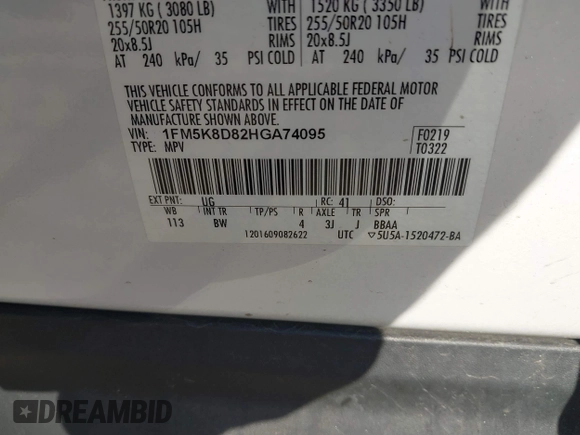 1397 KG ( 3080 LB) WITH 1520 KG ( 3350 LB) WITH
255/50R20 105H TIRES 255/50R20 105H TIRES
20x8.5J RIMS 20x8.5J RIMS
AT 240 kPa/ 35 PSI COLD AT 240 kPa/ 35 PSI COLD
THIS VEHICLE CONFORMS TO ALL APPLICABLE FEDERAL MOTOR
VEHICLE SAFETY STANDARDS IN EFFECT ON THE DATE OF
MANUFACTURE SHOWN ABOVE.
VIN: 1FM5K8D82HGA74095 F0219
TYPE: MPV T0322
EXT PNT: UG RC: 41 DSO:
WB INT TR TP/PS R AXLE TR SPR
113 BW 4 3J J BBAA
1201609082622 UTC ▽5U5A-1520472-BA
DREAMBID